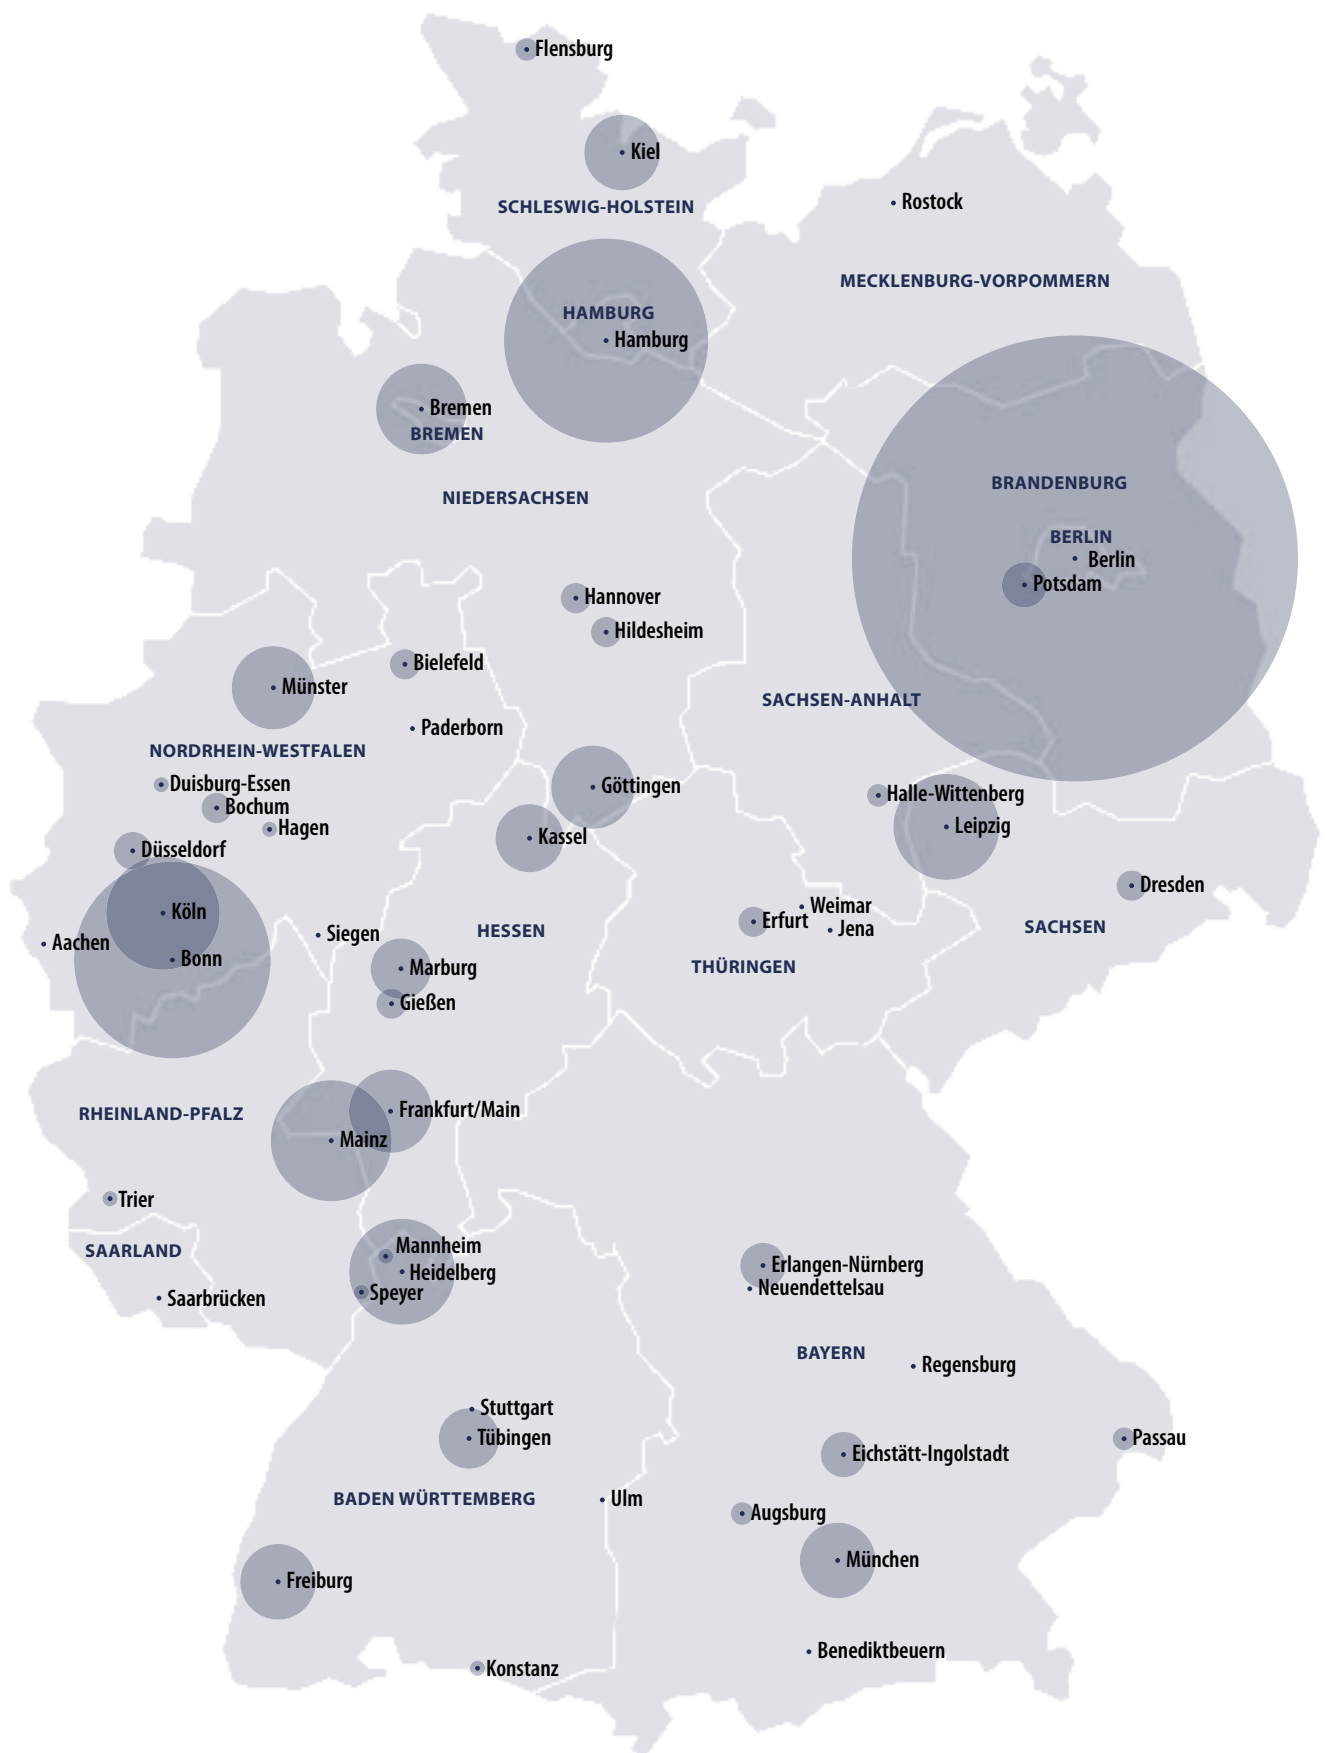 Flensburg
Kiel
Rostock
SCHLESWIG-HOLSTEIN
MECKLENBURG-VORPOMMERN
HAMBURG
Hamburg
Bremen
BREMEN
BRANDENBURG
NIEDERSACHSEN
BERLIN
Berlin
Potsdam
Hannover
Hildesheim
Bielefeld
Münster
SACHSEN-ANHALT
Paderborn
NORDRHEIN-WESTFALEN
Duisburg-Essen
Göttingen
Halle-Wittenberg
Bochum
Hagen
Leipzig
Kassel
Düsseldorf
Dresden
Köln
Weimar
Erfurt
Jena
SACHSEN
Siegen
HESSEN
Aachen
Bonn
Marburg
THÜRINGEN
Gießen
RHEINLAND-PFALZ
Frankfurt/Main
Mainz
Trier
Mannheim
SAARLAND
Erlangen-Nürnberg
Heidelberg
Neuendettelsau
Speyer
Saarbrücken
BAYERN
Regensburg
Stuttgart
Tübingen
Passau
Eichstätt-Ingolstadt
BADEN WÜRTTEMBERG
Ulm
Augsburg
München
Freiburg
Benediktbeuern
Konstanz